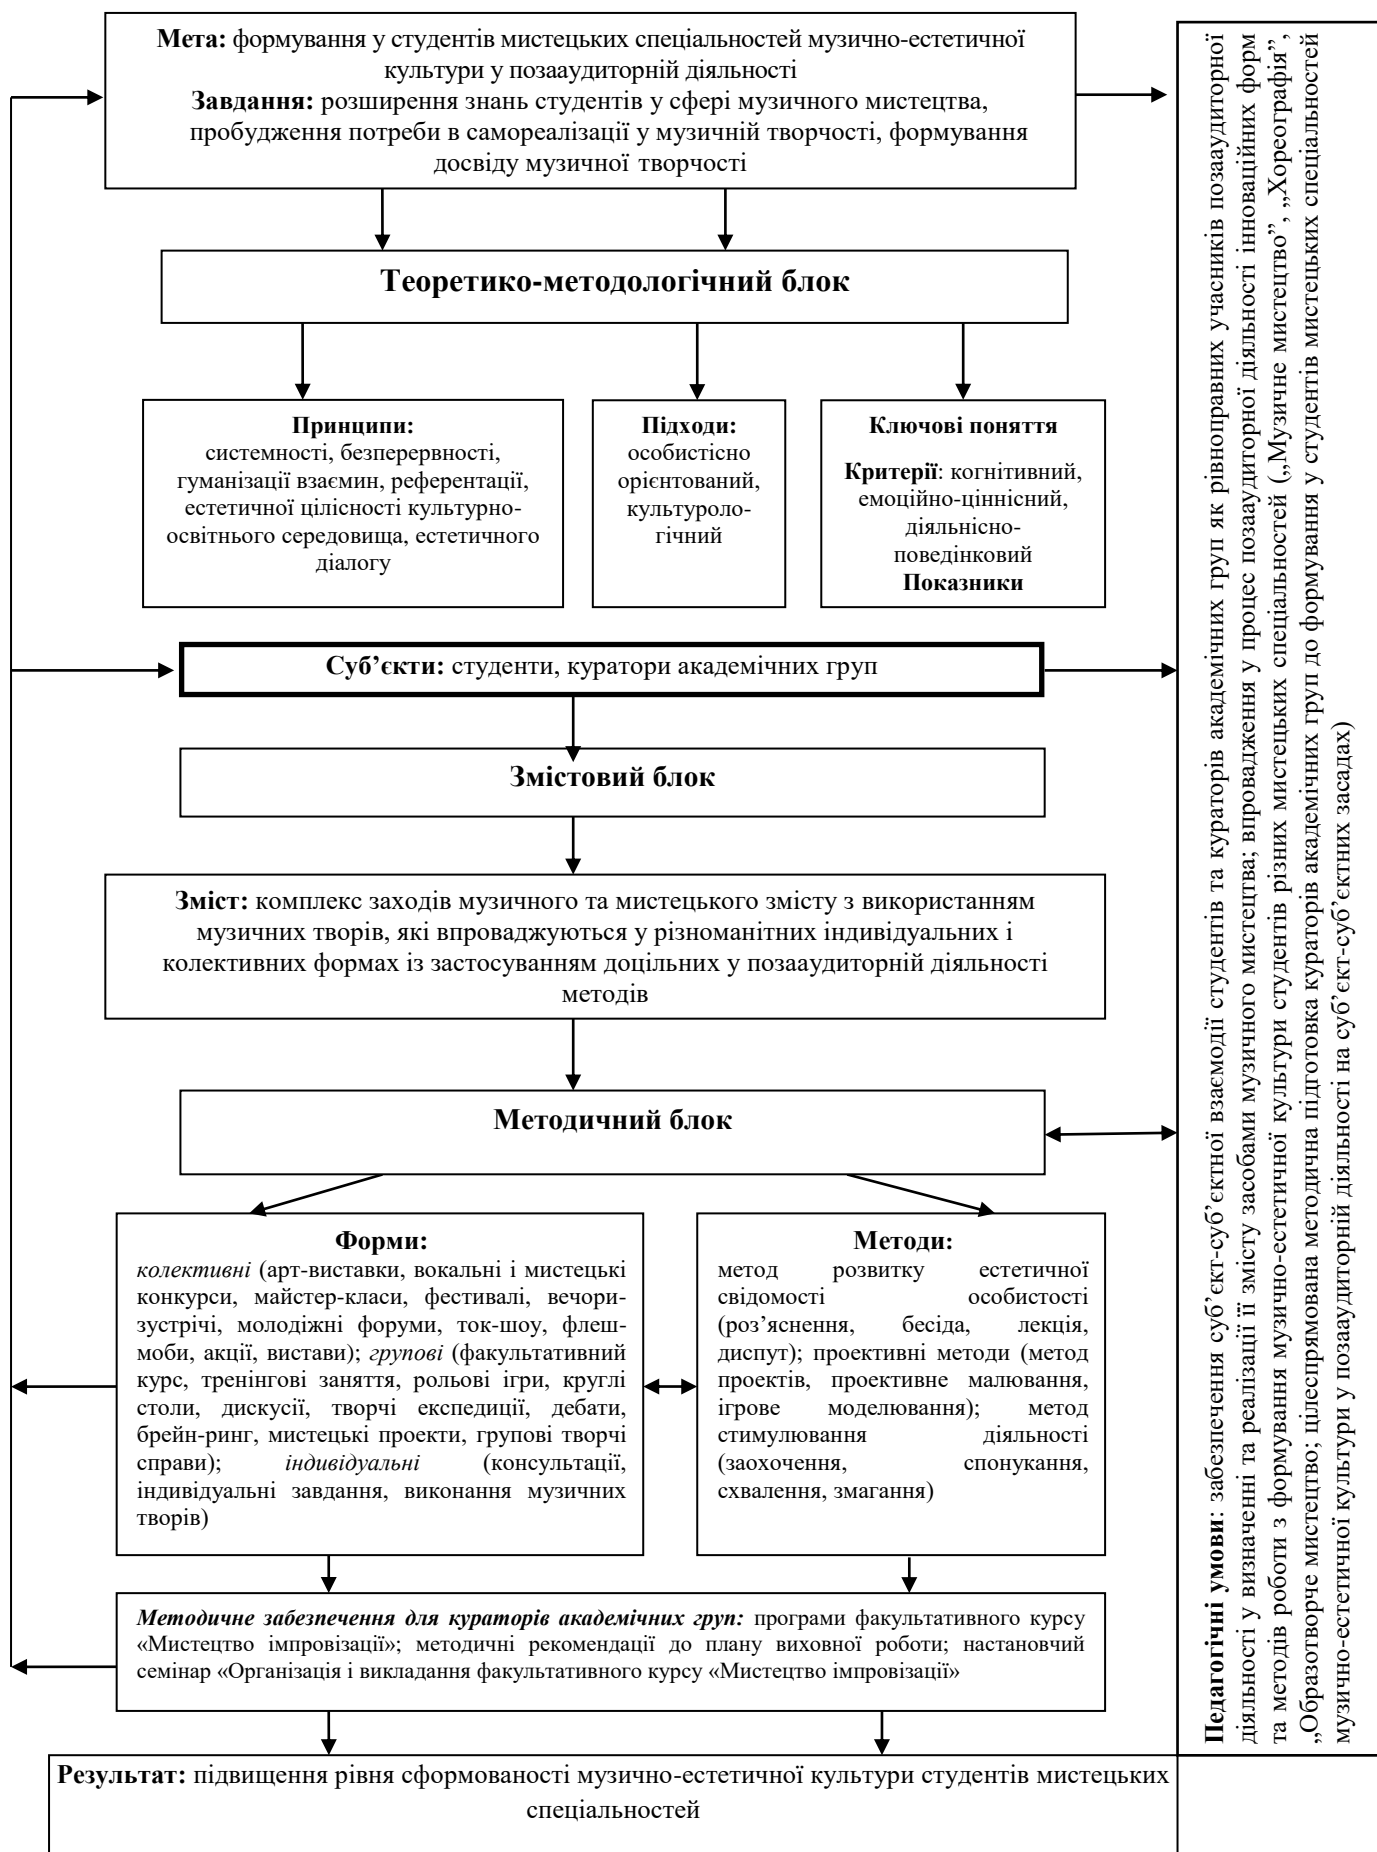 Мета: формування у студентів мистецьких спеціальностей музично-естетичної
культури у позааудиторній діяльності
Завдання: розширення знань студентів у сфері музичного мистецтва,
пробудження потреби в самореалізації у музичній творчості, формування
досвіду музичної творчості
Теоретико-методологічний блок
Принципи:
системності, безперервності,
гуманізації взаємин, референтації,
естетичної цілісності культурно-
освітнього середовища, естетичного
діалогу
Підходи:
особистісно
орієнтований,
культуроло-
гічний
Ключові поняття
Критерії: когнітивний,
емоційно-ціннісний,
діяльнісно-
поведінковий
Показники
Суб’єкти: студенти, куратори академічних груп
Змістовий блок
Зміст: комплекс заходів музичного та мистецького змісту з використанням
музичних творів, які впроваджуються у різноманітних індивідуальних і
колективних формах із застосуванням доцільних у позааудиторній діяльності
методів
Методичний блок
Форми:
колективні (арт-виставки, вокальні і мистецькі
конкурси, майстер-класи, фестивалі, вечори-
зустрічі, молодіжні форуми, ток-шоу, флеш-
моби, акції, вистави); групові (факультативний
курс, тренінгові заняття, рольові ігри, круглі
столи, дискусії, творчі експедиції, дебати,
брейн-ринг, мистецькі проекти, групові творчі
справи); індивідуальні (консультації,
індивідуальні завдання, виконання музичних
творів)
Методи:
метод розвитку естетичної
свідомості особистості
(роз’яснення, бесіда, лекція,
диспут); проективні методи (метод
проектів, проективне малювання,
ігрове моделювання); метод
стимулювання діяльності
(заохочення, спонукання,
схвалення, змагання)
Методичне забезпечення для кураторів академічних груп: програми факультативного курсу
«Мистецтво імпровізації»; методичні рекомендації до плану виховної роботи; настановчий
семінар «Організація і викладання факультативного курсу «Мистецтво імпровізації»
Результат: підвищення рівня сформованості музично-естетичної культури студентів мистецьких
спеціальностей
Педагогічні умови: забезпечення суб’єкт-суб’єктної взаємодії студентів та кураторів академічних груп як рівноправних учасників позааудиторної
діяльності у визначенні та реалізації її змісту засобами музичного мистецтва; впровадження у процес позааудиторної діяльності інноваційних форм
та методів роботи з формування музично-естетичної культури студентів різних мистецьких спеціальностей („Музичне мистецтво”, „Хореографія”,
„Образотворче мистецтво; цілеспрямована методична підготовка кураторів академічних груп до формування у студентів мистецьких спеціальностей
музично-естетичної культури у позааудиторній діяльності на суб’єкт-суб’єктних засадах)